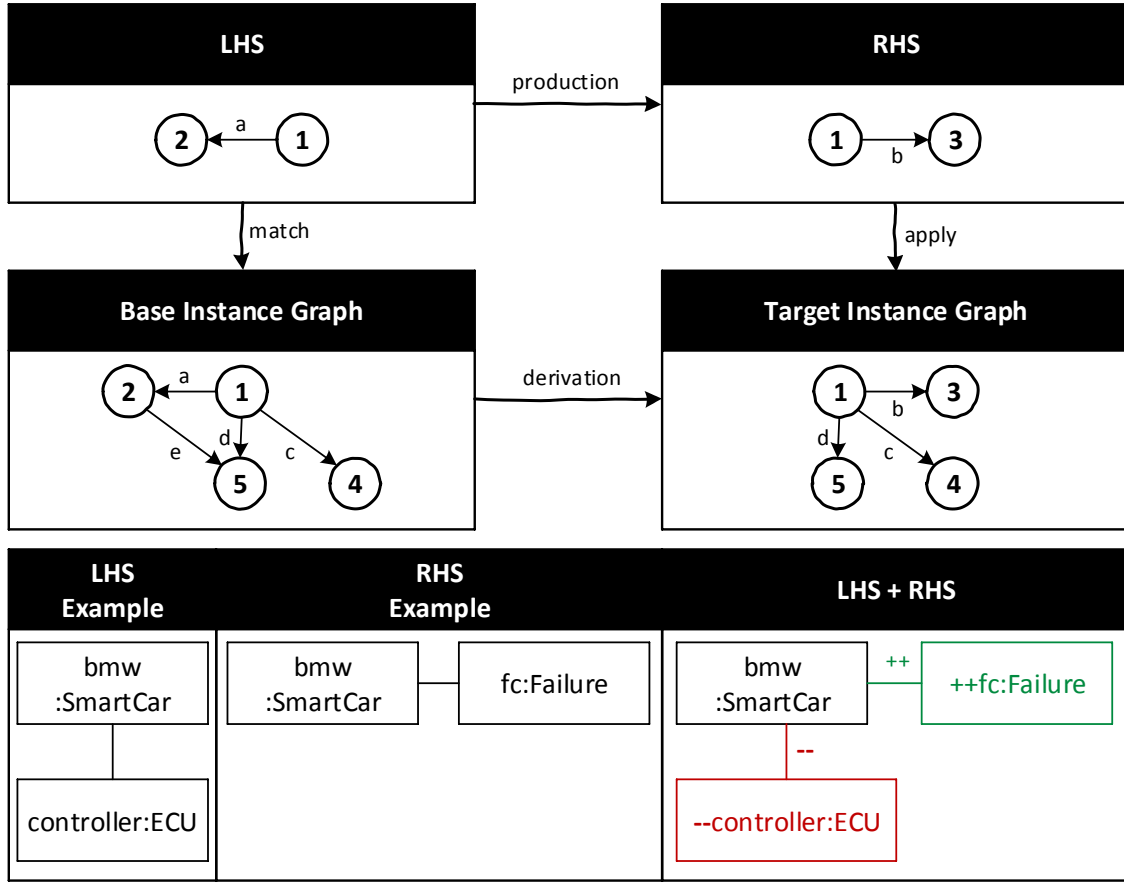 LHS
RHS
production
2
a
1
1
b
3
match
apply
Base Instance Graph
Target Instance Graph
derivation
2
a
1
e
d
c
5
4
1
b
3
d
c
5
4
LHS
Example
RHS
Example
LHS + RHS
bmw
:SmartCar
controller:ECU
bmw
:SmartCar
fc:Failure
bmw
:SmartCar
++
++fc:Failure
--
--controller:ECU